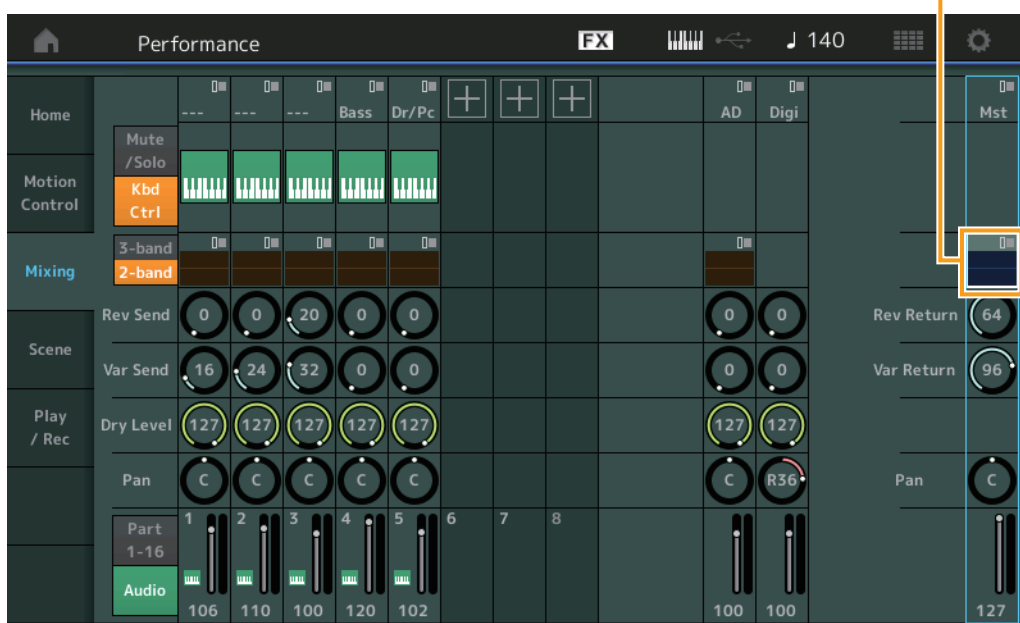 Performance FX 140
--- --- --- Bass Dr/Pc AD Digi Mst
Home
Mute
/Solo
Motion
Control
Kbd
Ctrl
3-band
2-band
Mixing
Rev Send 0 0 20 0 0 0 0 Rev Return 64
Scene
Var Send 16 24 32 0 0 0 0 Var Return 96
Play
/ Rec
Dry Level 127 127 127 127 127 127 127
Pan C C C C C C R36 Pan C
1 2 3 4 5 6 7 8
Part
1-16
Audio
106 110 100 120 102 100 100 127